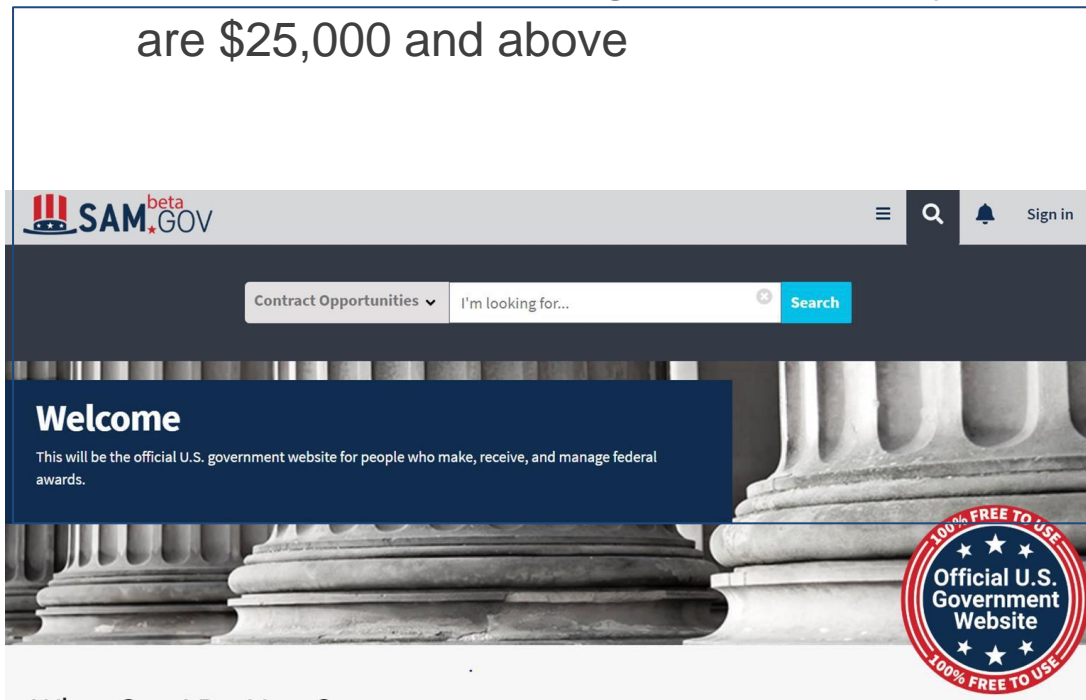 are $25,000 and above
SAM.GOV beta
Sign in
Contract Opportunities
I'm looking for...
Search
Welcome
This will be the official U.S. government website for people who make, receive, and manage federal
awards.
100% FREE TO USE
Official U.S.
Government
Website
100% FREE TO USE